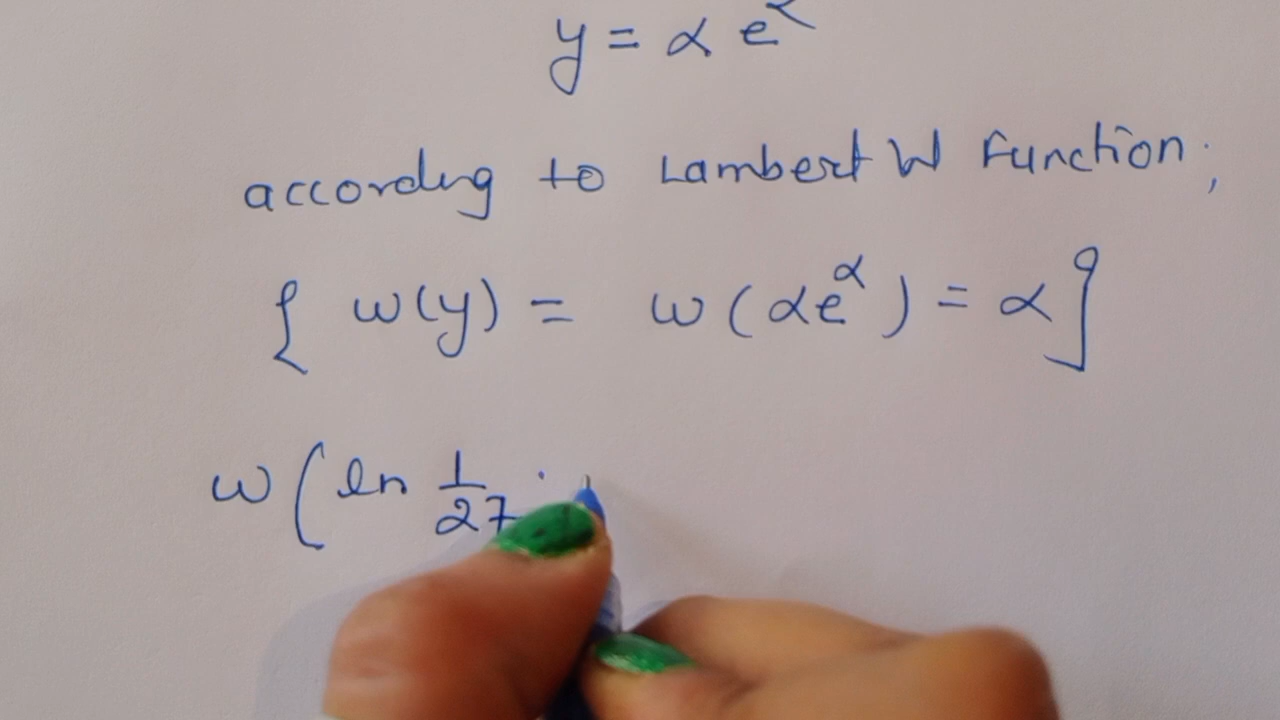 y = α e^α
according to Lambert W Function;
{ w(y) = w(αe^α) = α }
w( ln 1/27 ·